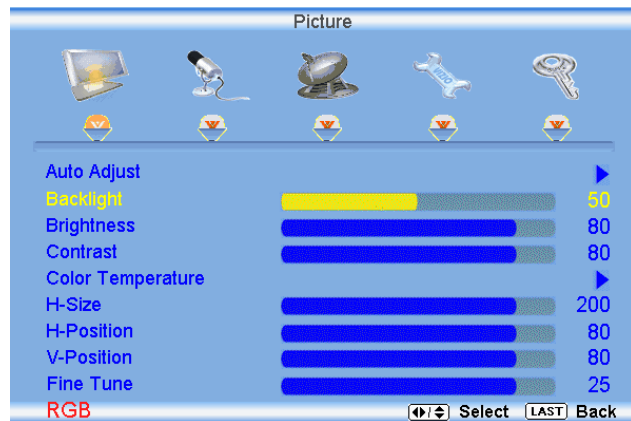 Picture
Auto Adjust
Backlight 50
Brightness 80
Contrast 80
Color Temperature
H-Size 200
H-Position 80
V-Position 80
Fine Tune 25
RGB Select LAST Back